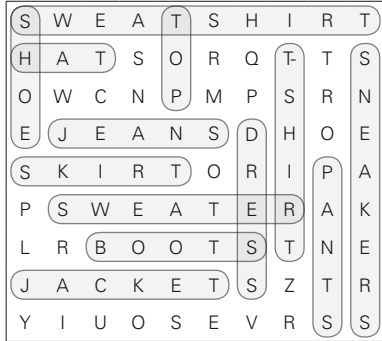 S W E A T S H I R T
H A T S O R Q T- T S
O W C N P M P S R N
E J E A N S D H O E
S K I R T O R I P A
P S W E A T E R A K
L R B O O T S T N E
J A C K E T S Z T R
Y I U O S E V R S S